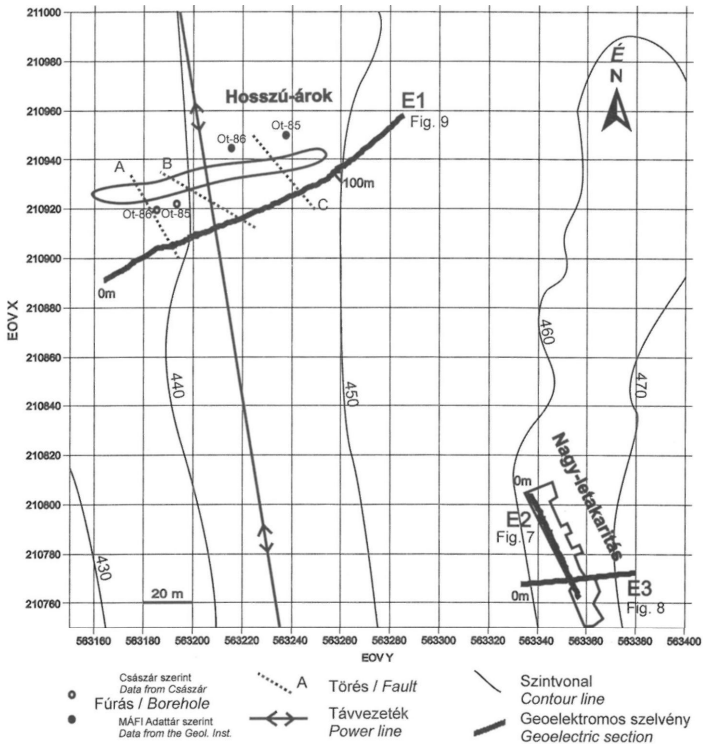 211000
210980
210960
210940
210920
210900
210880
210860
210840
210820
210800
210780
210760
EOV X
Hosszú-árok
E1
Fig. 9
É
N
Ot-86
Ot-85
A
B
C
100m
Ot-86
Ot-85
0m
440
450
460
470
430
Nagy-letakarítás
0m
E2
Fig. 7
0m
E3
Fig. 8
20 m
563160
563180
563200
563220
563240
563260
563280
563300
563320
563340
563360
563380
563400
EOV Y
Császár szerint
Data from Császár
Fúrás / Borehole
MÁFI Adattár szerint
Data from the Geol. Inst.
A
Törés / Fault
Távvezeték
Power line
Szintvonal
Contour line
Geoelektromos szelvény
Geoelectric section